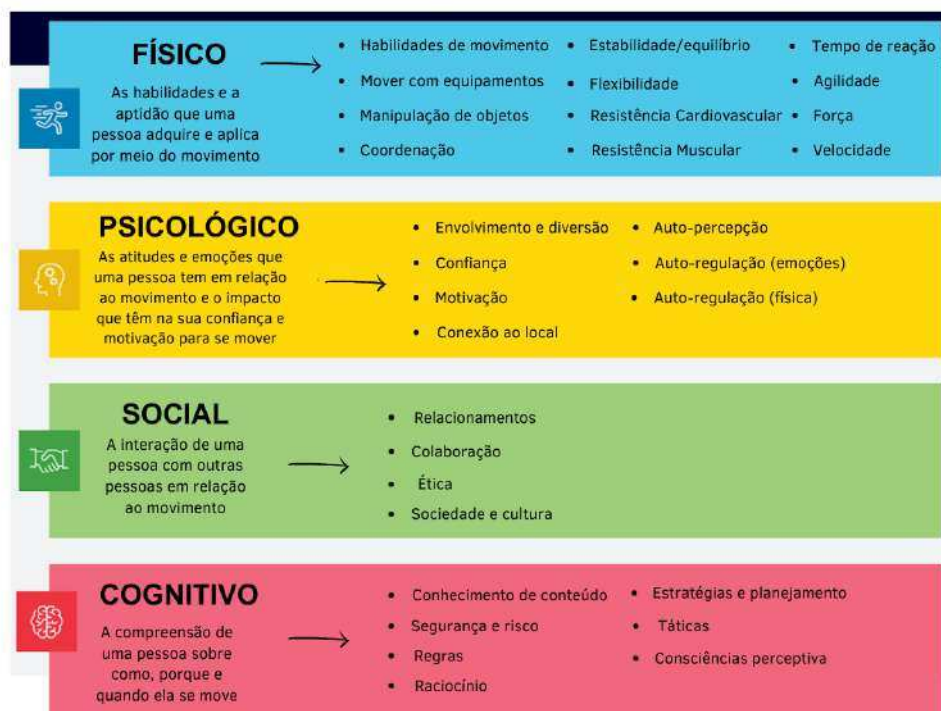 FÍSICO
As habilidades e a
aptidão que uma
pessoa adquire e aplica
por meio do movimento
• Habilidades de movimento
• Mover com equipamentos
• Manipulação de objetos
• Coordenação
• Estabilidade/equilíbrio
• Flexibilidade
• Resistência Cardiovascular
• Resistência Muscular
• Tempo de reação
• Agilidade
• Força
• Velocidade
PSICOLÓGICO
As atitudes e emoções que
uma pessoa tem em relação
ao movimento e o impacto
que têm na sua confiança e
motivação para se mover
• Envolvimento e diversão
• Confiança
• Motivação
• Conexão ao local
• Auto-percepção
• Auto-regulação (emoções)
• Auto-regulação (física)
SOCIAL
A interação de uma
pessoa com outras
pessoas em relação
ao movimento
• Relacionamentos
• Colaboração
• Ética
• Sociedade e cultura
COGNITIVO
A compreensão de
uma pessoa sobre
como, porque e
quando ela se move
• Conhecimento de conteúdo
• Segurança e risco
• Regras
• Raciocínio
• Estratégias e planejamento
• Táticas
• Consciências perceptiva